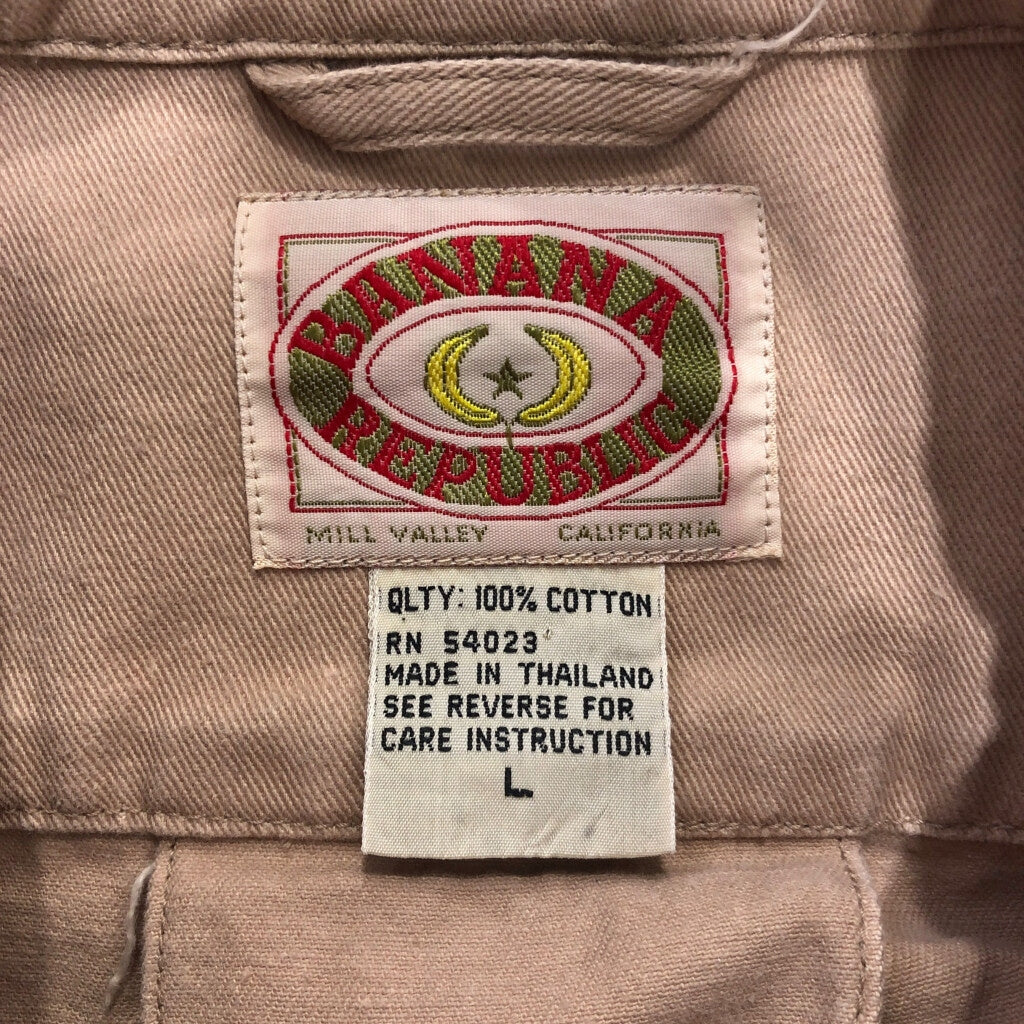 BANANA
REPUBLIC
MILL VALLEY CALIFORNIA
QLTY: 100% COTTON
RN 54023
MADE IN THAILAND
SEE REVERSE FOR
CARE INSTRUCTION
L